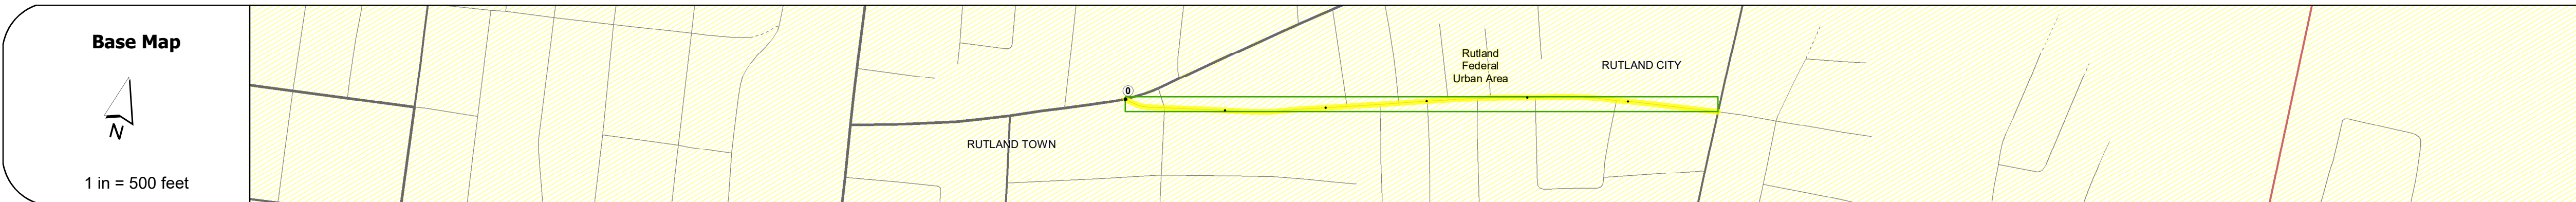 Base Map
N
1 in = 500 feet
0
Rutland
Federal
Urban Area
RUTLAND CITY
RUTLAND TOWN